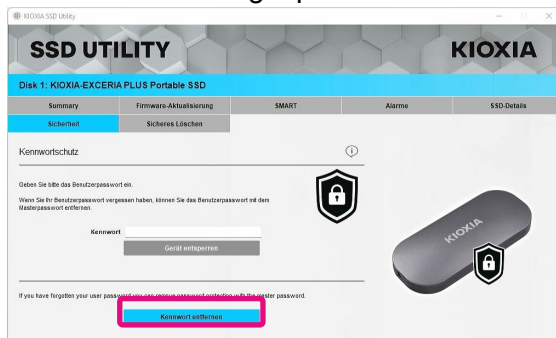 KIOXIA SSD Utility
SSD UTILITY
KIOXIA
Disk 1: KIOXIA-EXCERIA PLUS Portable SSD
Summary
Firmware-Aktualisierung
SMART
Alarme
SSD-Details
Sicherheit
Sicheres Löschen
Kennwortschutz
Geben Sie bitte das Benutzerpasswort ein.
Wenn Sie Ihr Benutzerpasswort vergessen haben, können Sie das Benutzerpasswort mit dem
Masterpasswort entfernen.
Kennwort
Gerät entsperren
KIOXIA
If you have forgotten your user password you can remove password protection with the master password.
Kennwort entfernen